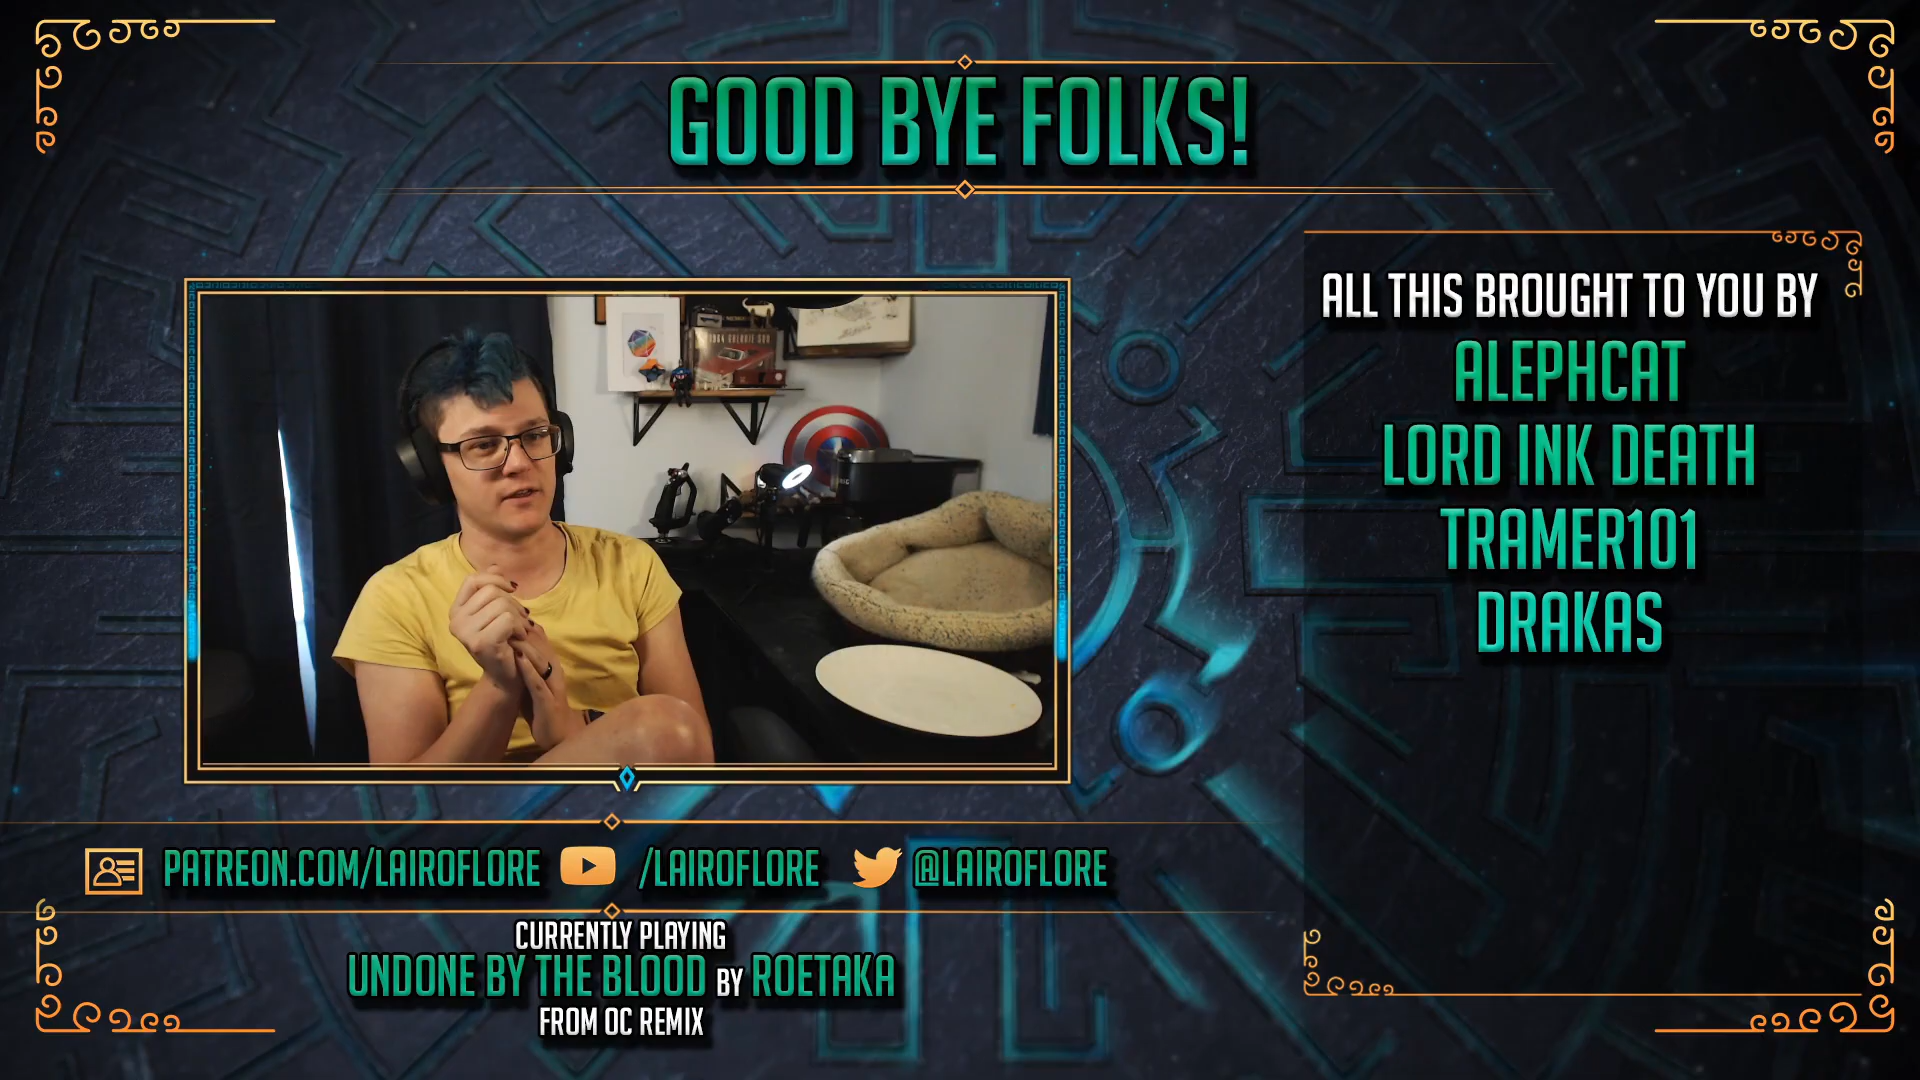 GOOD BYE FOLKS!
ALL THIS BROUGHT TO YOU BY
ALEPHCAT
LORD INK DEATH
TRAMER101
DRAKAS
PATREON.COM/LAIROFLORE /LAIROFLORE @LAIROFLORE
CURRENTLY PLAYING
UNDONE BY THE BLOOD BY ROETAKA
FROM OC REMIX